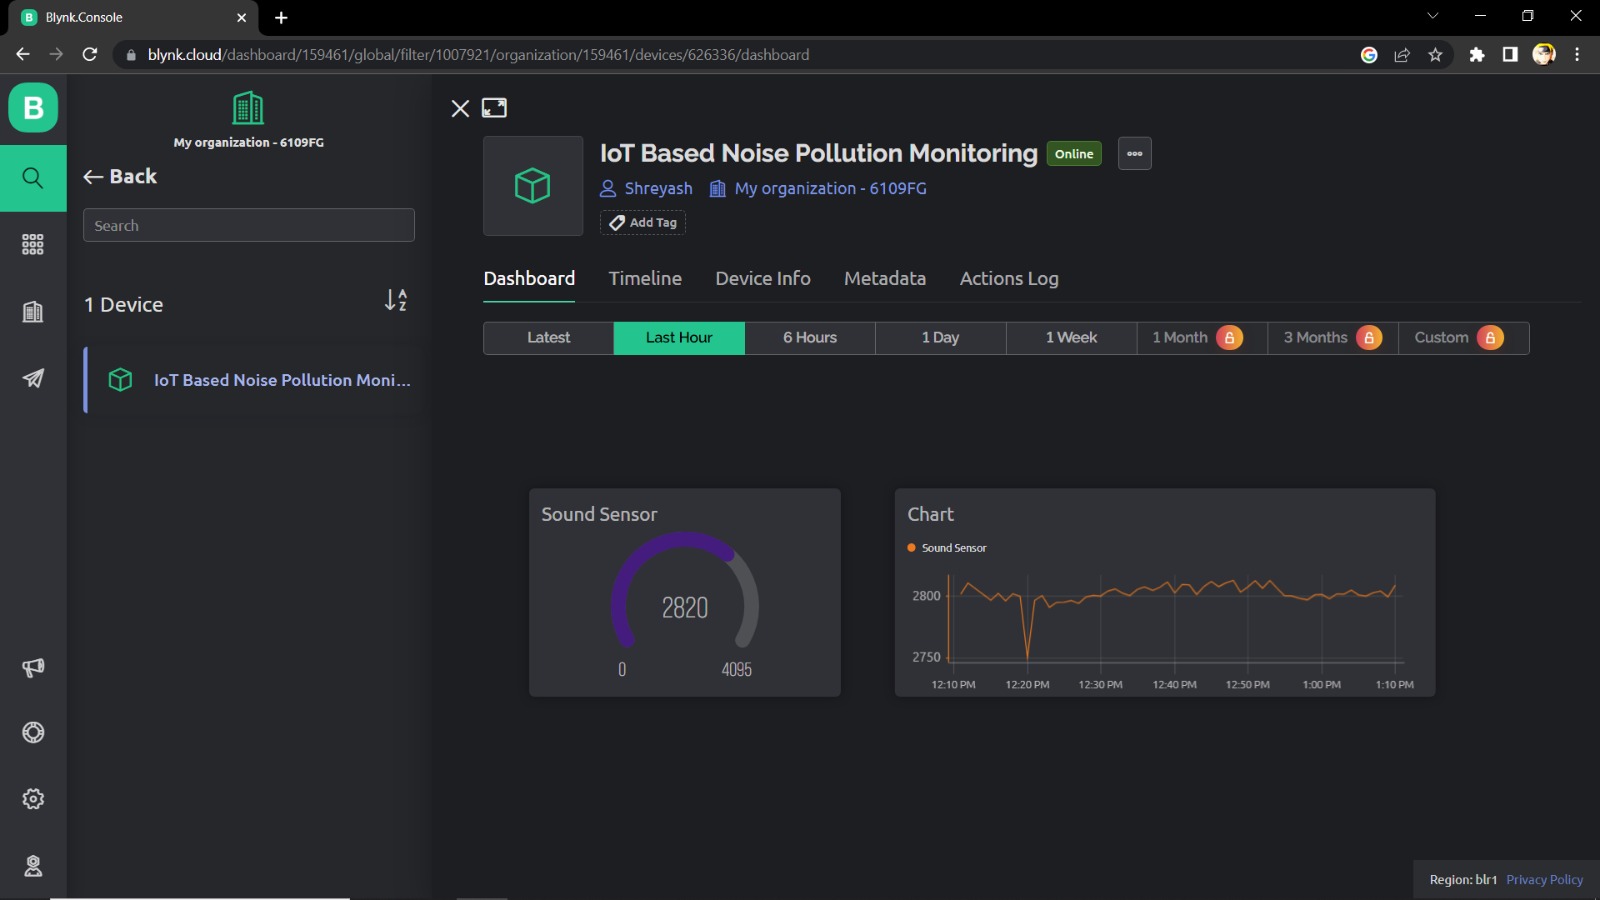 B Blynk.Console
blynk.cloud/dashboard/159461/global/filter/1007921/organization/159461/devices/626336/dashboard
B
My organization - 6109FG
Back
Search
1 Device
AZ
IoT Based Noise Pollution Moni...
IoT Based Noise Pollution Monitoring Online
Shreyash My organization - 6109FG
Add Tag
Dashboard Timeline Device Info Metadata Actions Log
Latest Last Hour 6 Hours 1 Day 1 Week 1 Month 3 Months Custom
Sound Sensor
2820
0 4095
Chart
Sound Sensor
2800
2750
12:10 PM 12:20 PM 12:30 PM 12:40 PM 12:50 PM 1:00 PM 1:10 PM
Region: blr1 Privacy Policy